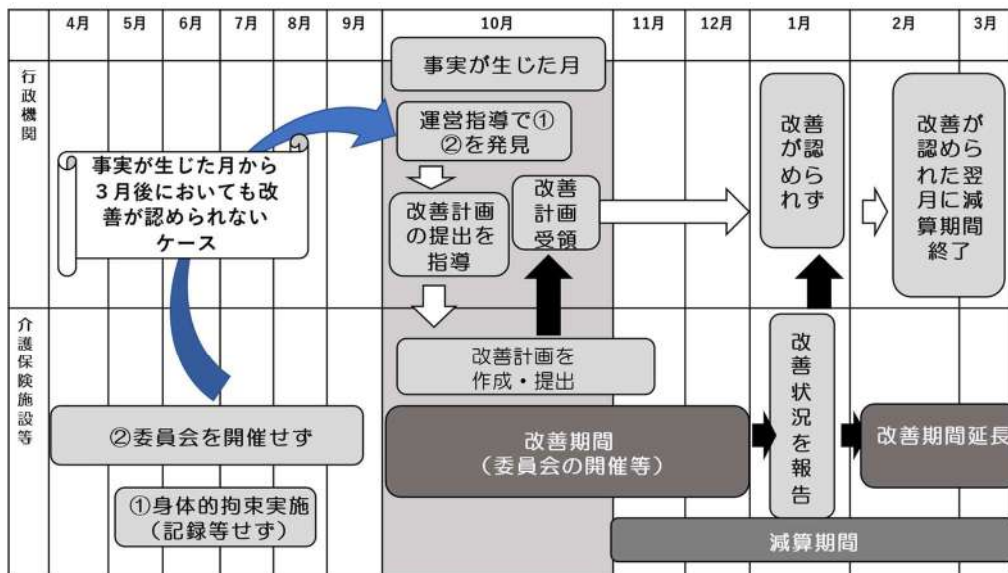 4月 5月 6月 7月 8月 9月 10月 11月 12月 1月 2月 3月
行政機関
事実が生じた月
運営指導で①
②を発見
事実が生じた月から
３月後においても改
善が認められない
ケース
改善計画
の提出を
指導
改善
計画
受領
改善
が認
めら
れず
改善が
認めら
れた翌
月に減
算期間
終了
介護保険施設等
改善計画を
作成・提出
②委員会を開催せず
改善期間
（委員会の開催等）
改善状況を報告
改善期間延長
①身体的拘束実施
（記録等せず）
減算期間